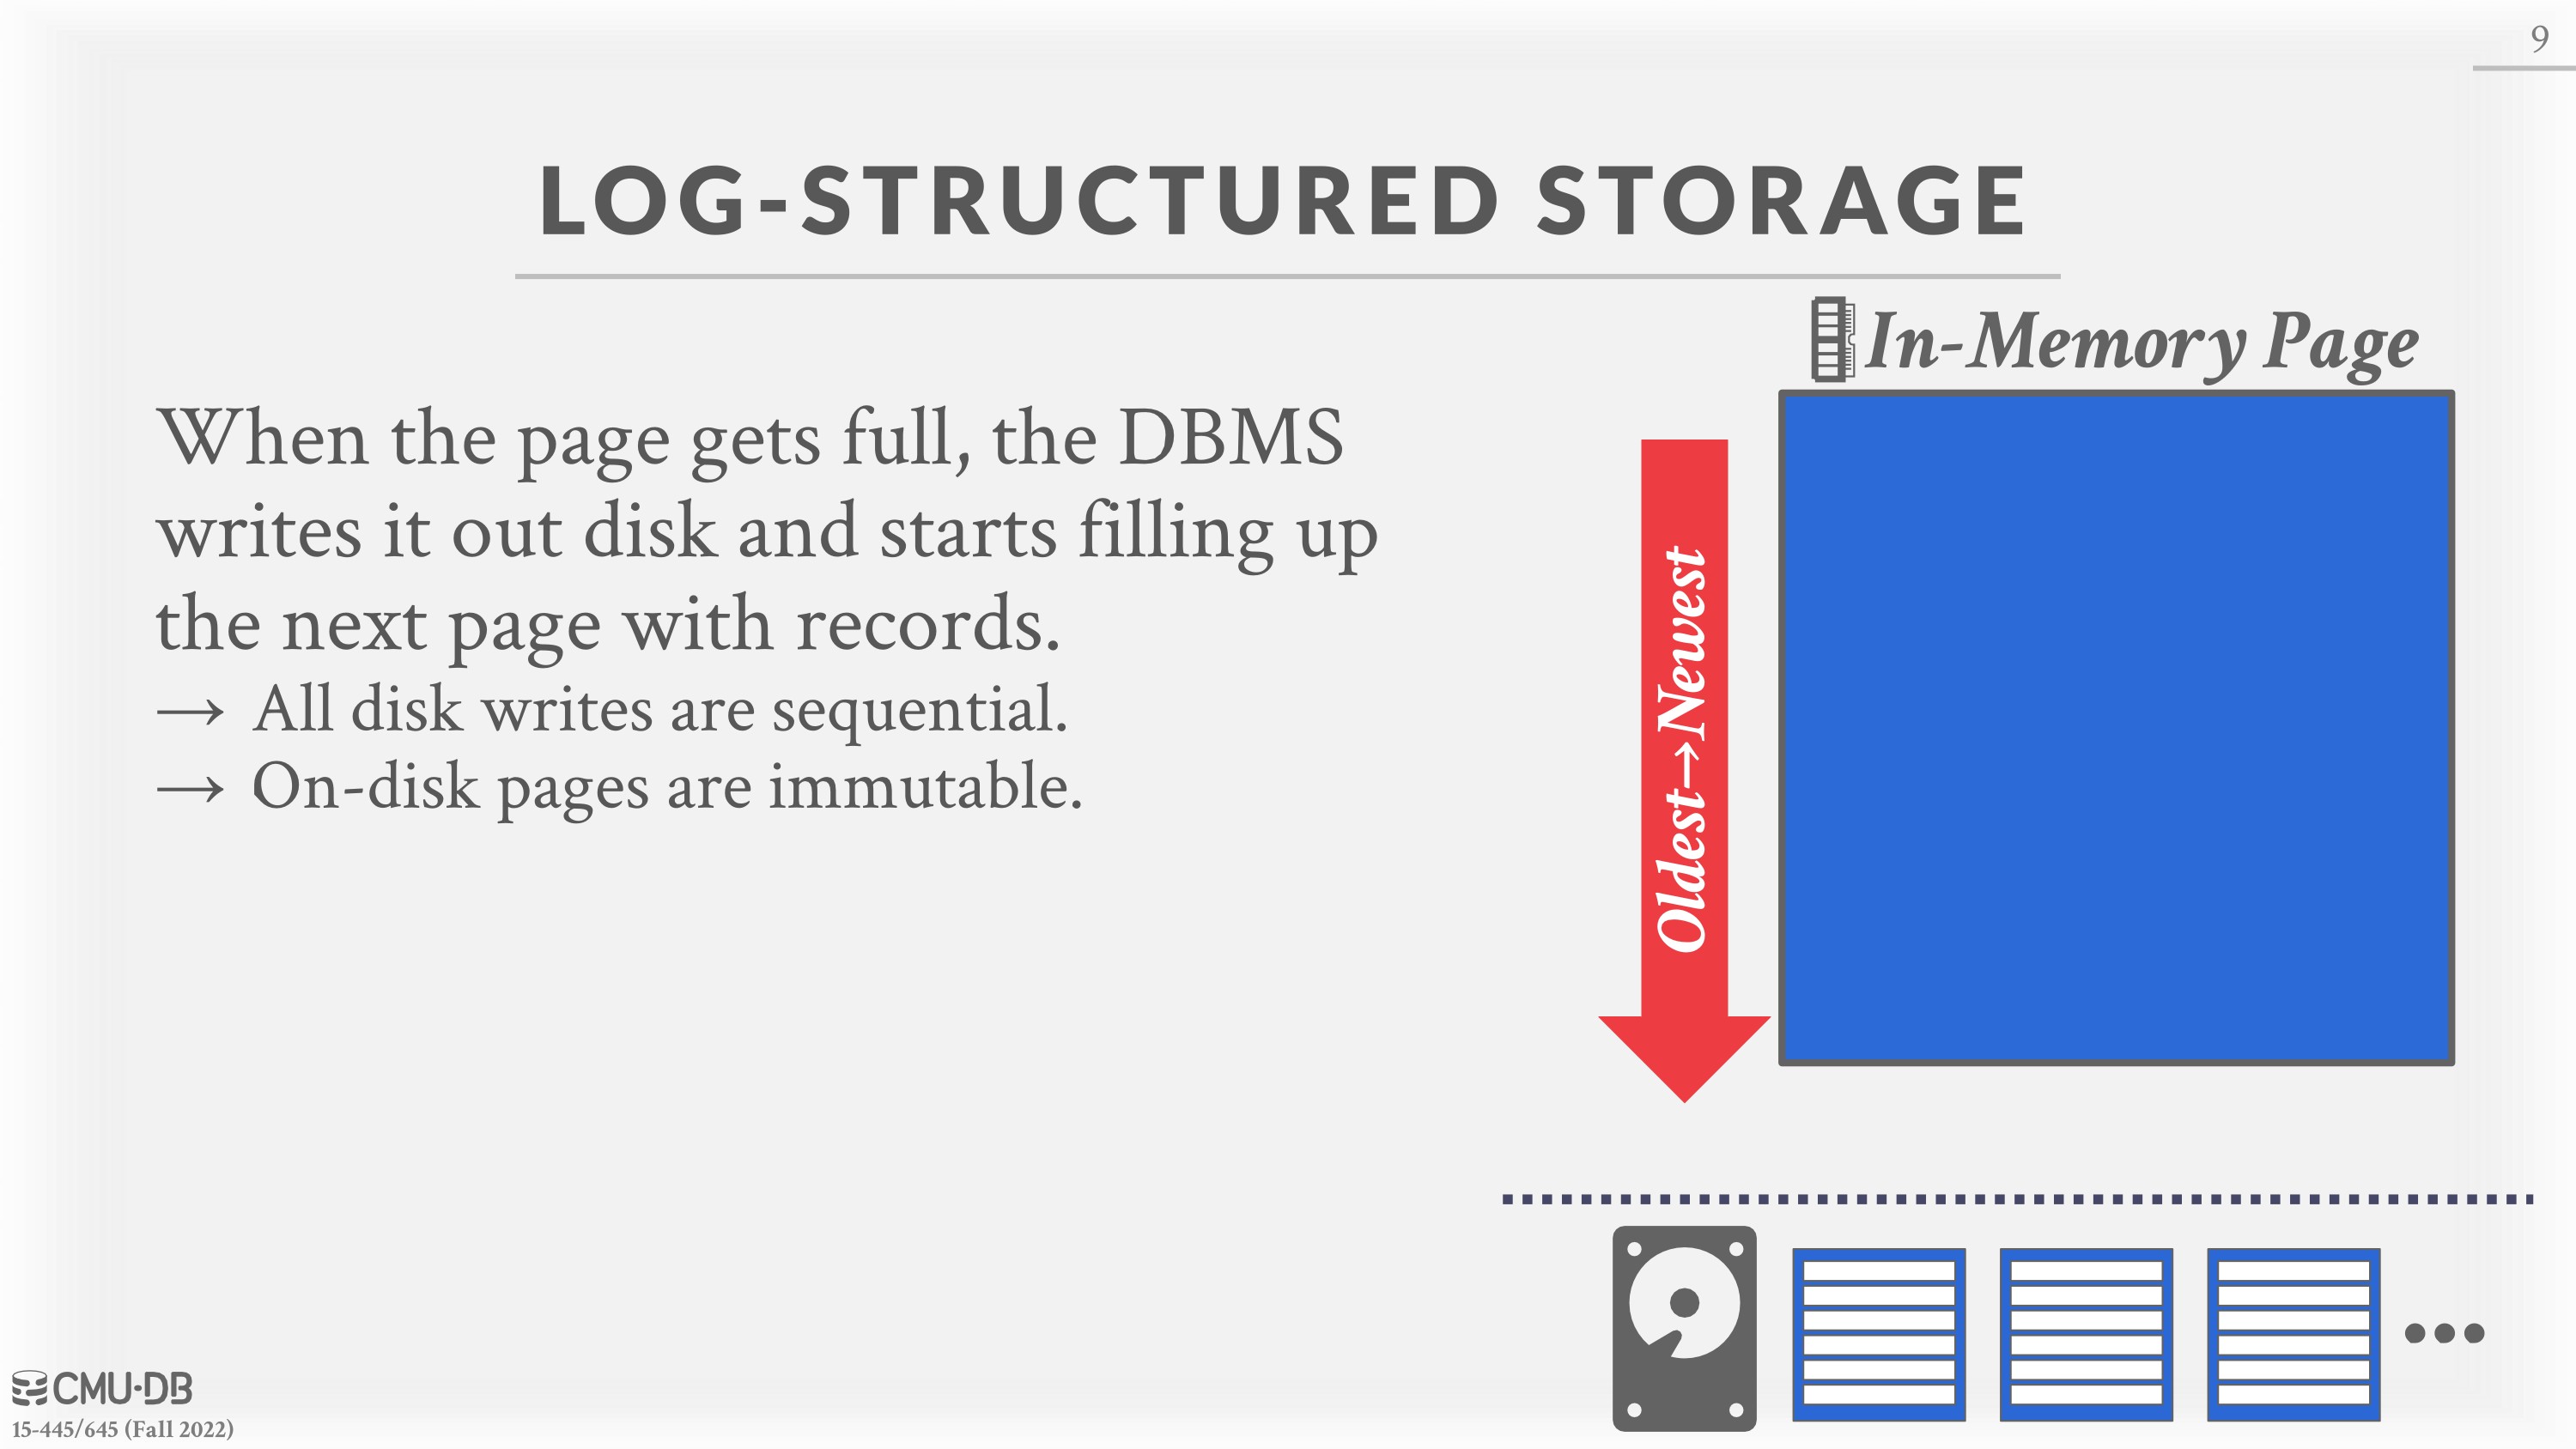 9
LOG-STRUCTURED STORAGE
When the page gets full, the DBMS
writes it out disk and starts filling up
the next page with records.
→ All disk writes are sequential.
→ On-disk pages are immutable.
In-Memory Page
Oldest→Newest
CMU·DB
15-445/645 (Fall 2022)